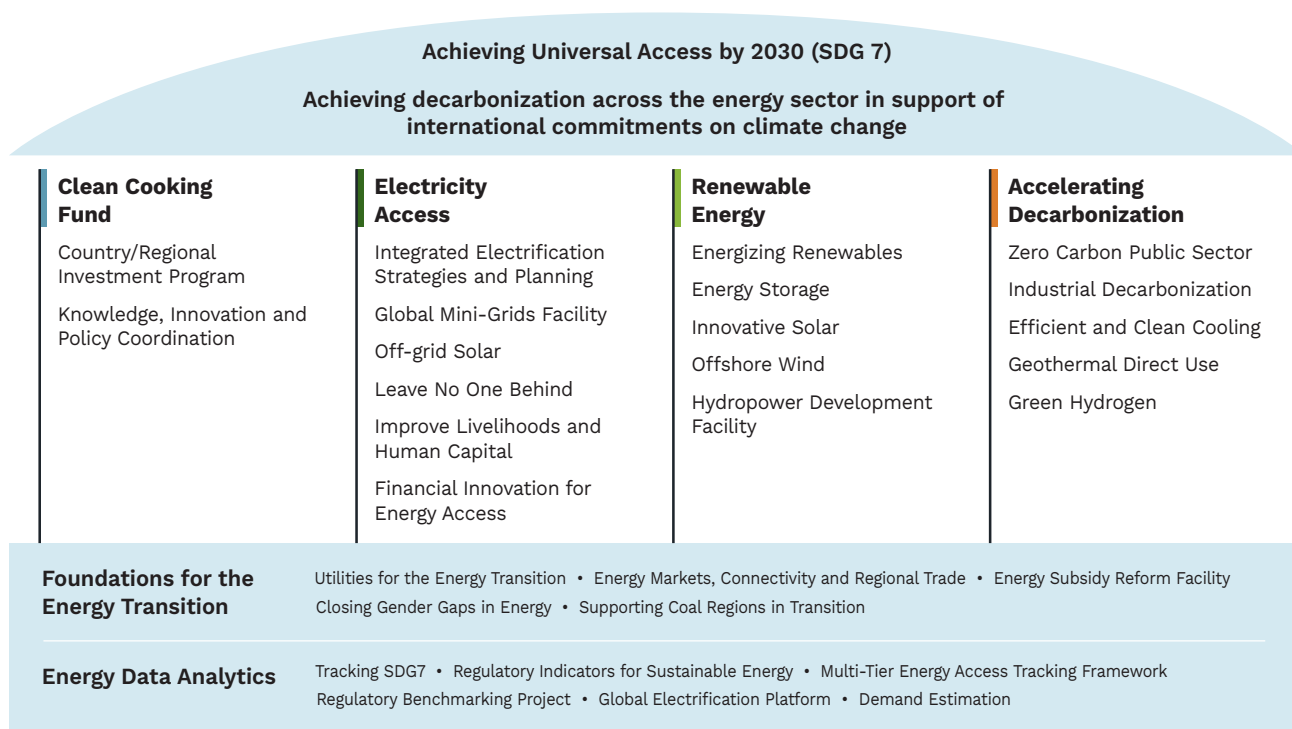 Achieving Universal Access by 2030 (SDG 7)
Achieving decarbonization across the energy sector in support of
international commitments on climate change
Clean Cooking
Fund
Country/Regional
Investment Program
Knowledge, Innovation and
Policy Coordination
Electricity
Access
Integrated Electrification
Strategies and Planning
Global Mini-Grids Facility
Off-grid Solar
Leave No One Behind
Improve Livelihoods and
Human Capital
Financial Innovation for
Energy Access
Renewable
Energy
Energizing Renewables
Energy Storage
Innovative Solar
Offshore Wind
Hydropower Development
Facility
Accelerating
Decarbonization
Zero Carbon Public Sector
Industrial Decarbonization
Efficient and Clean Cooling
Geothermal Direct Use
Green Hydrogen
Foundations for the
Energy Transition
Utilities for the Energy Transition • Energy Markets, Connectivity and Regional Trade • Energy Subsidy Reform Facility
Closing Gender Gaps in Energy • Supporting Coal Regions in Transition
Energy Data Analytics
Tracking SDG7 • Regulatory Indicators for Sustainable Energy • Multi-Tier Energy Access Tracking Framework
Regulatory Benchmarking Project • Global Electrification Platform • Demand Estimation